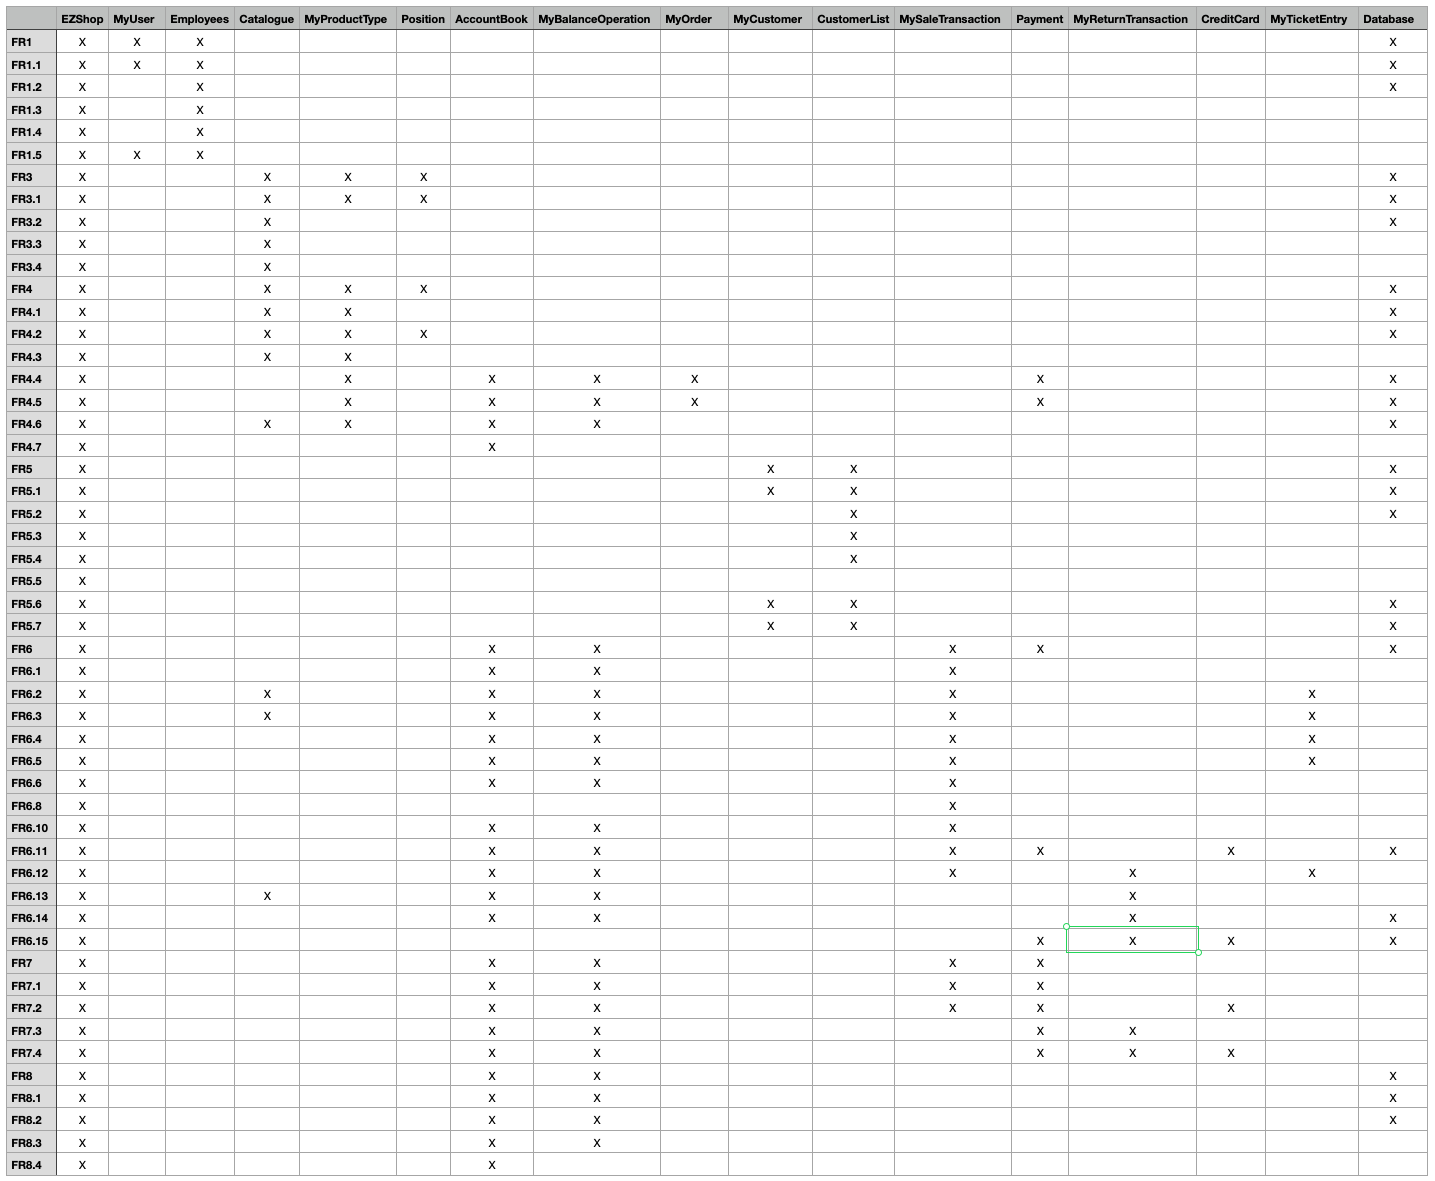 EZShop MyUser Employees Catalogue MyProductType Position AccountBook MyBalanceOperation MyOrder MyCustomer CustomerList MySaleTransaction Payment MyReturnTransaction CreditCard MyTicketEntry Database
FR1 X X X X
FR1.1 X X X X
FR1.2 X X X
FR1.3 X X
FR1.4 X X
FR1.5 X X X
FR3 X X X X X
FR3.1 X X X X X
FR3.2 X X X
FR3.3 X X
FR3.4 X X
FR4 X X X X X
FR4.1 X X X X
FR4.2 X X X X X
FR4.3 X X X
FR4.4 X X X X X X X
FR4.5 X X X X X X X
FR4.6 X X X X X X
FR4.7 X X
FR5 X X X X
FR5.1 X X X X
FR5.2 X X X
FR5.3 X X
FR5.4 X X
FR5.5 X
FR5.6 X X X X
FR5.7 X X X X
FR6 X X X X X X
FR6.1 X X X X
FR6.2 X X X X X X
FR6.3 X X X X X X
FR6.4 X X X X X
FR6.5 X X X X X
FR6.6 X X X X
FR6.8 X X
FR6.10 X X X X
FR6.11 X X X X X X X
FR6.12 X X X X X X
FR6.13 X X X X X
FR6.14 X X X X X
FR6.15 X X X X X
FR7 X X X X X
FR7.1 X X X X X
FR7.2 X X X X X X
FR7.3 X X X X X
FR7.4 X X X X X X
FR8 X X X X
FR8.1 X X X X
FR8.2 X X X X
FR8.3 X X X
FR8.4 X X